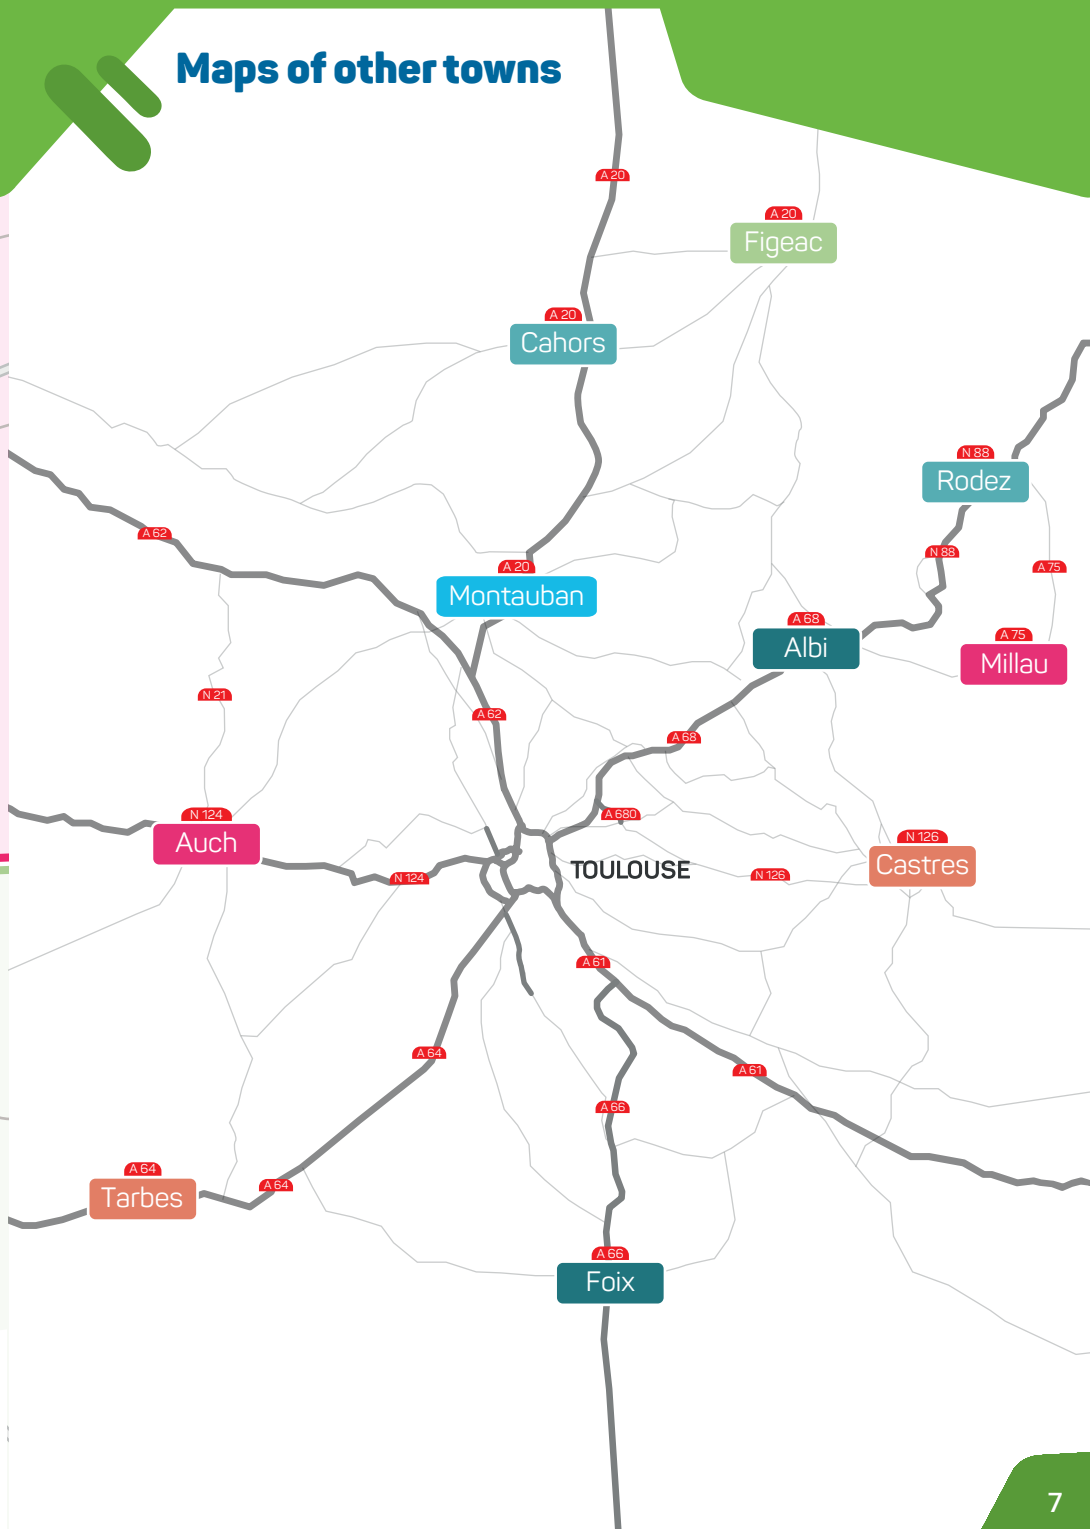 Maps of other towns
A 20
A 20
Figeac
A 20
Cahors
N 88
Rodez
A 62
N 88
A 75
A 20
Montauban
A 68
Albi
A 75
Millau
N 21
A 62
A 68
N 124
Auch
A 680
N 126
Castres
TOULOUSE
N 124
N 126
A 61
A 64
A 61
A 66
A 64
Tarbes
A 64
A 66
Foix
7